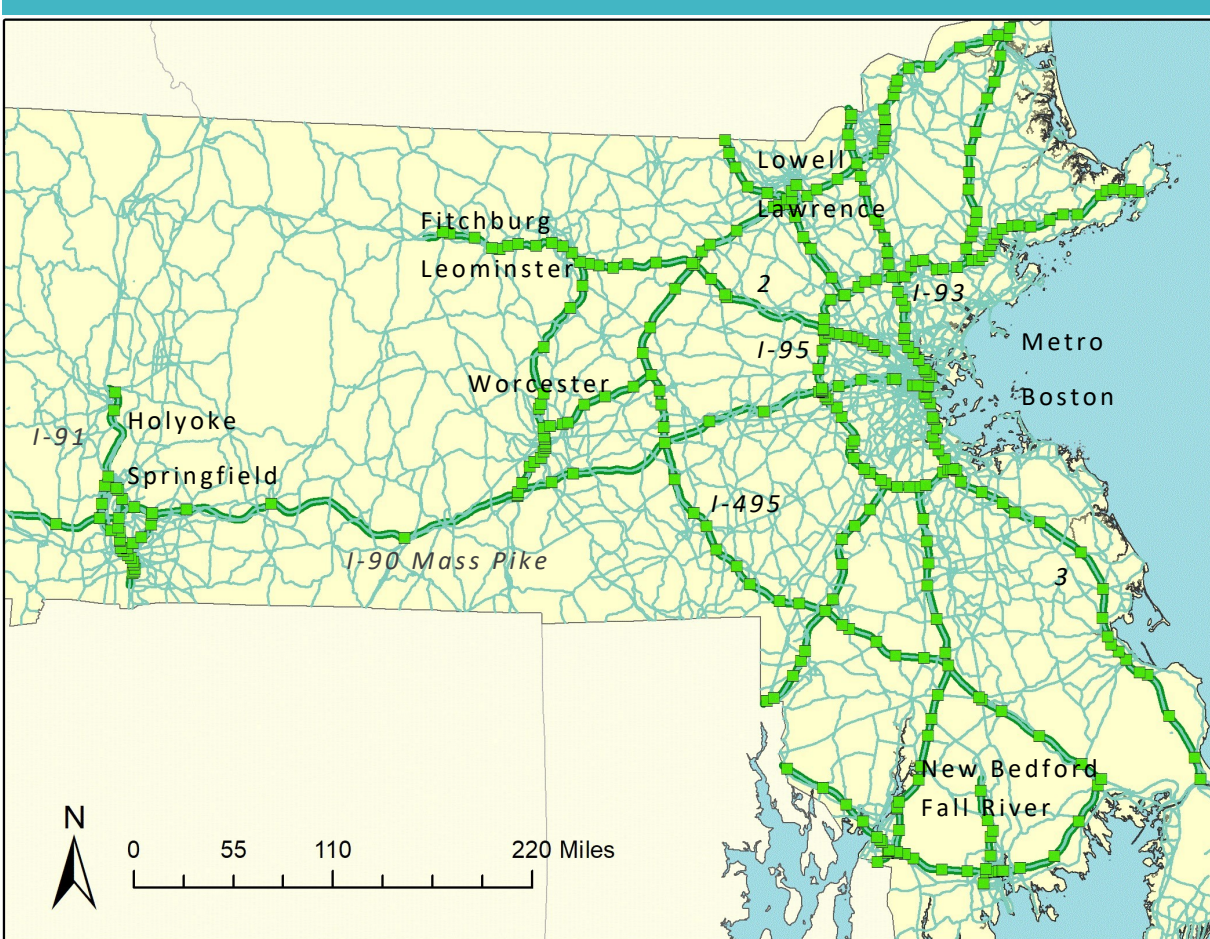 Lowell
Lawrence
Fitchburg
Leominster
2
I-93
Metro
Boston
I-95
Worcester
Holyoke
I-91
Springfield
I-495
I-90 Mass Pike
3
New Bedford
Fall River
N
0 55 110 220 Miles